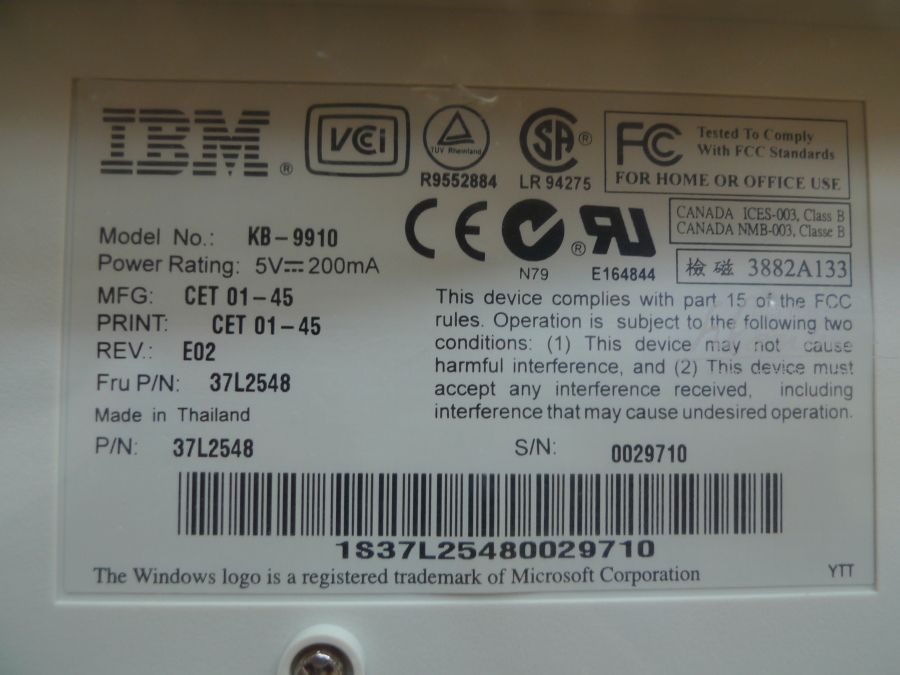 IBM ®
VCCI
TÜV Rheinland
R9552884
SA ®
LR 94275
FC
Tested To Comply
With FCC Standards
FOR HOME OR OFFICE USE
CE
N79
® RU
E164844
CANADA ICES-003, Class B
CANADA NMB-003, Classe B
檢磁 3882A133
Model No.: KB-9910
Power Rating: 5V⎓200mA
MFG: CET 01-45
PRINT: CET 01-45
REV.: E02
Fru P/N: 37L2548
Made in Thailand
This device complies with part 15 of the FCC
rules. Operation is subject to the following two
conditions: (1) This device may not cause
harmful interference, and (2) This device must
accept any interference received, including
interference that may cause undesired operation.
P/N: 37L2548
S/N: 0029710
1S37L25480029710
The Windows logo is a registered trademark of Microsoft Corporation
YTT